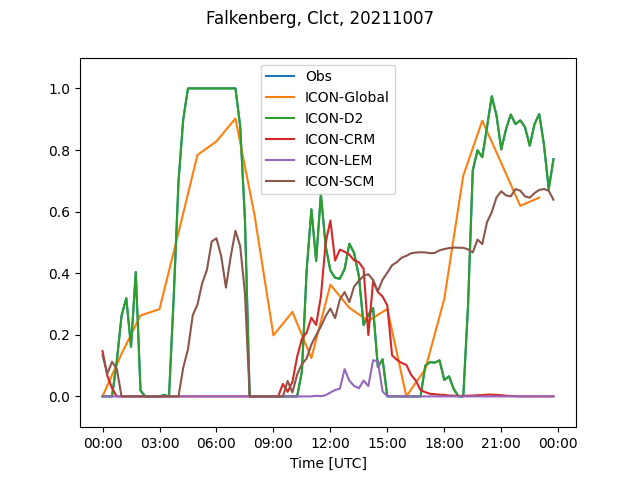 Falkenberg, Clct, 20211007
Obs
ICON-Global
ICON-D2
ICON-CRM
ICON-LEM
ICON-SCM
1.0
0.8
0.6
0.4
0.2
0.0
00:00 03:00 06:00 09:00 12:00 15:00 18:00 21:00 00:00
Time [UTC]